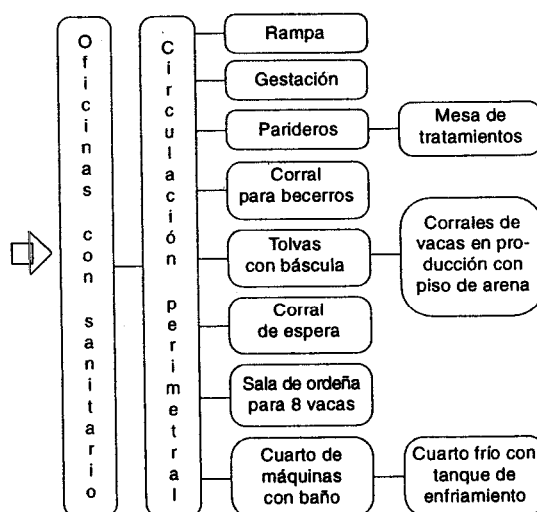 Oficinas con sanitario
Circulación perimetral
Rampa
Gestación
Parideros
Mesa de
tratamientos
Corral
para becerros
Tolvas
con báscula
Corrales de
vacas en pro-
ducción con
piso de arena
Corral
de espera
Sala de ordeña
para 8 vacas
Cuarto de
máquinas
con baño
Cuarto frío con
tanque de
enfriamiento